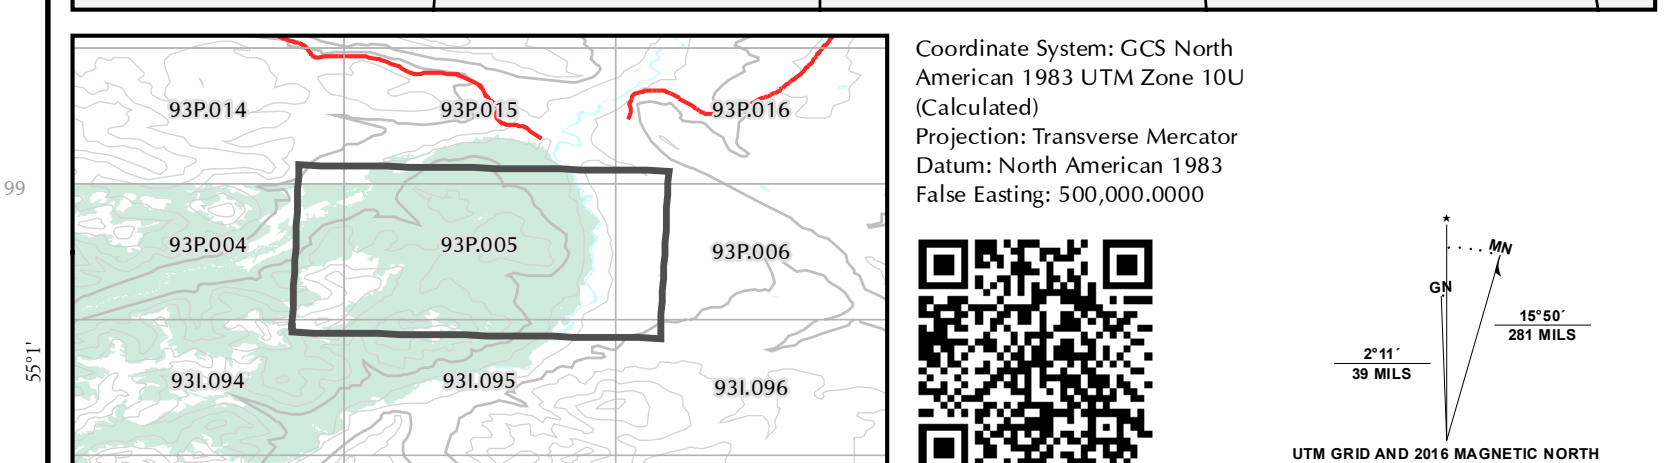 93P.014
93P.015
93P.016
99
93P.004
93P.005
93P.006
55°1'
93I.094
93I.095
93I.096
Coordinate System: GCS North
American 1983 UTM Zone 10U
(Calculated)
Projection: Transverse Mercator
Datum: North American 1983
False Easting: 500,000.0000
MN
GN
15°50´
281 MILS
2°11´
39 MILS
UTM GRID AND 2016 MAGNETIC NORTH